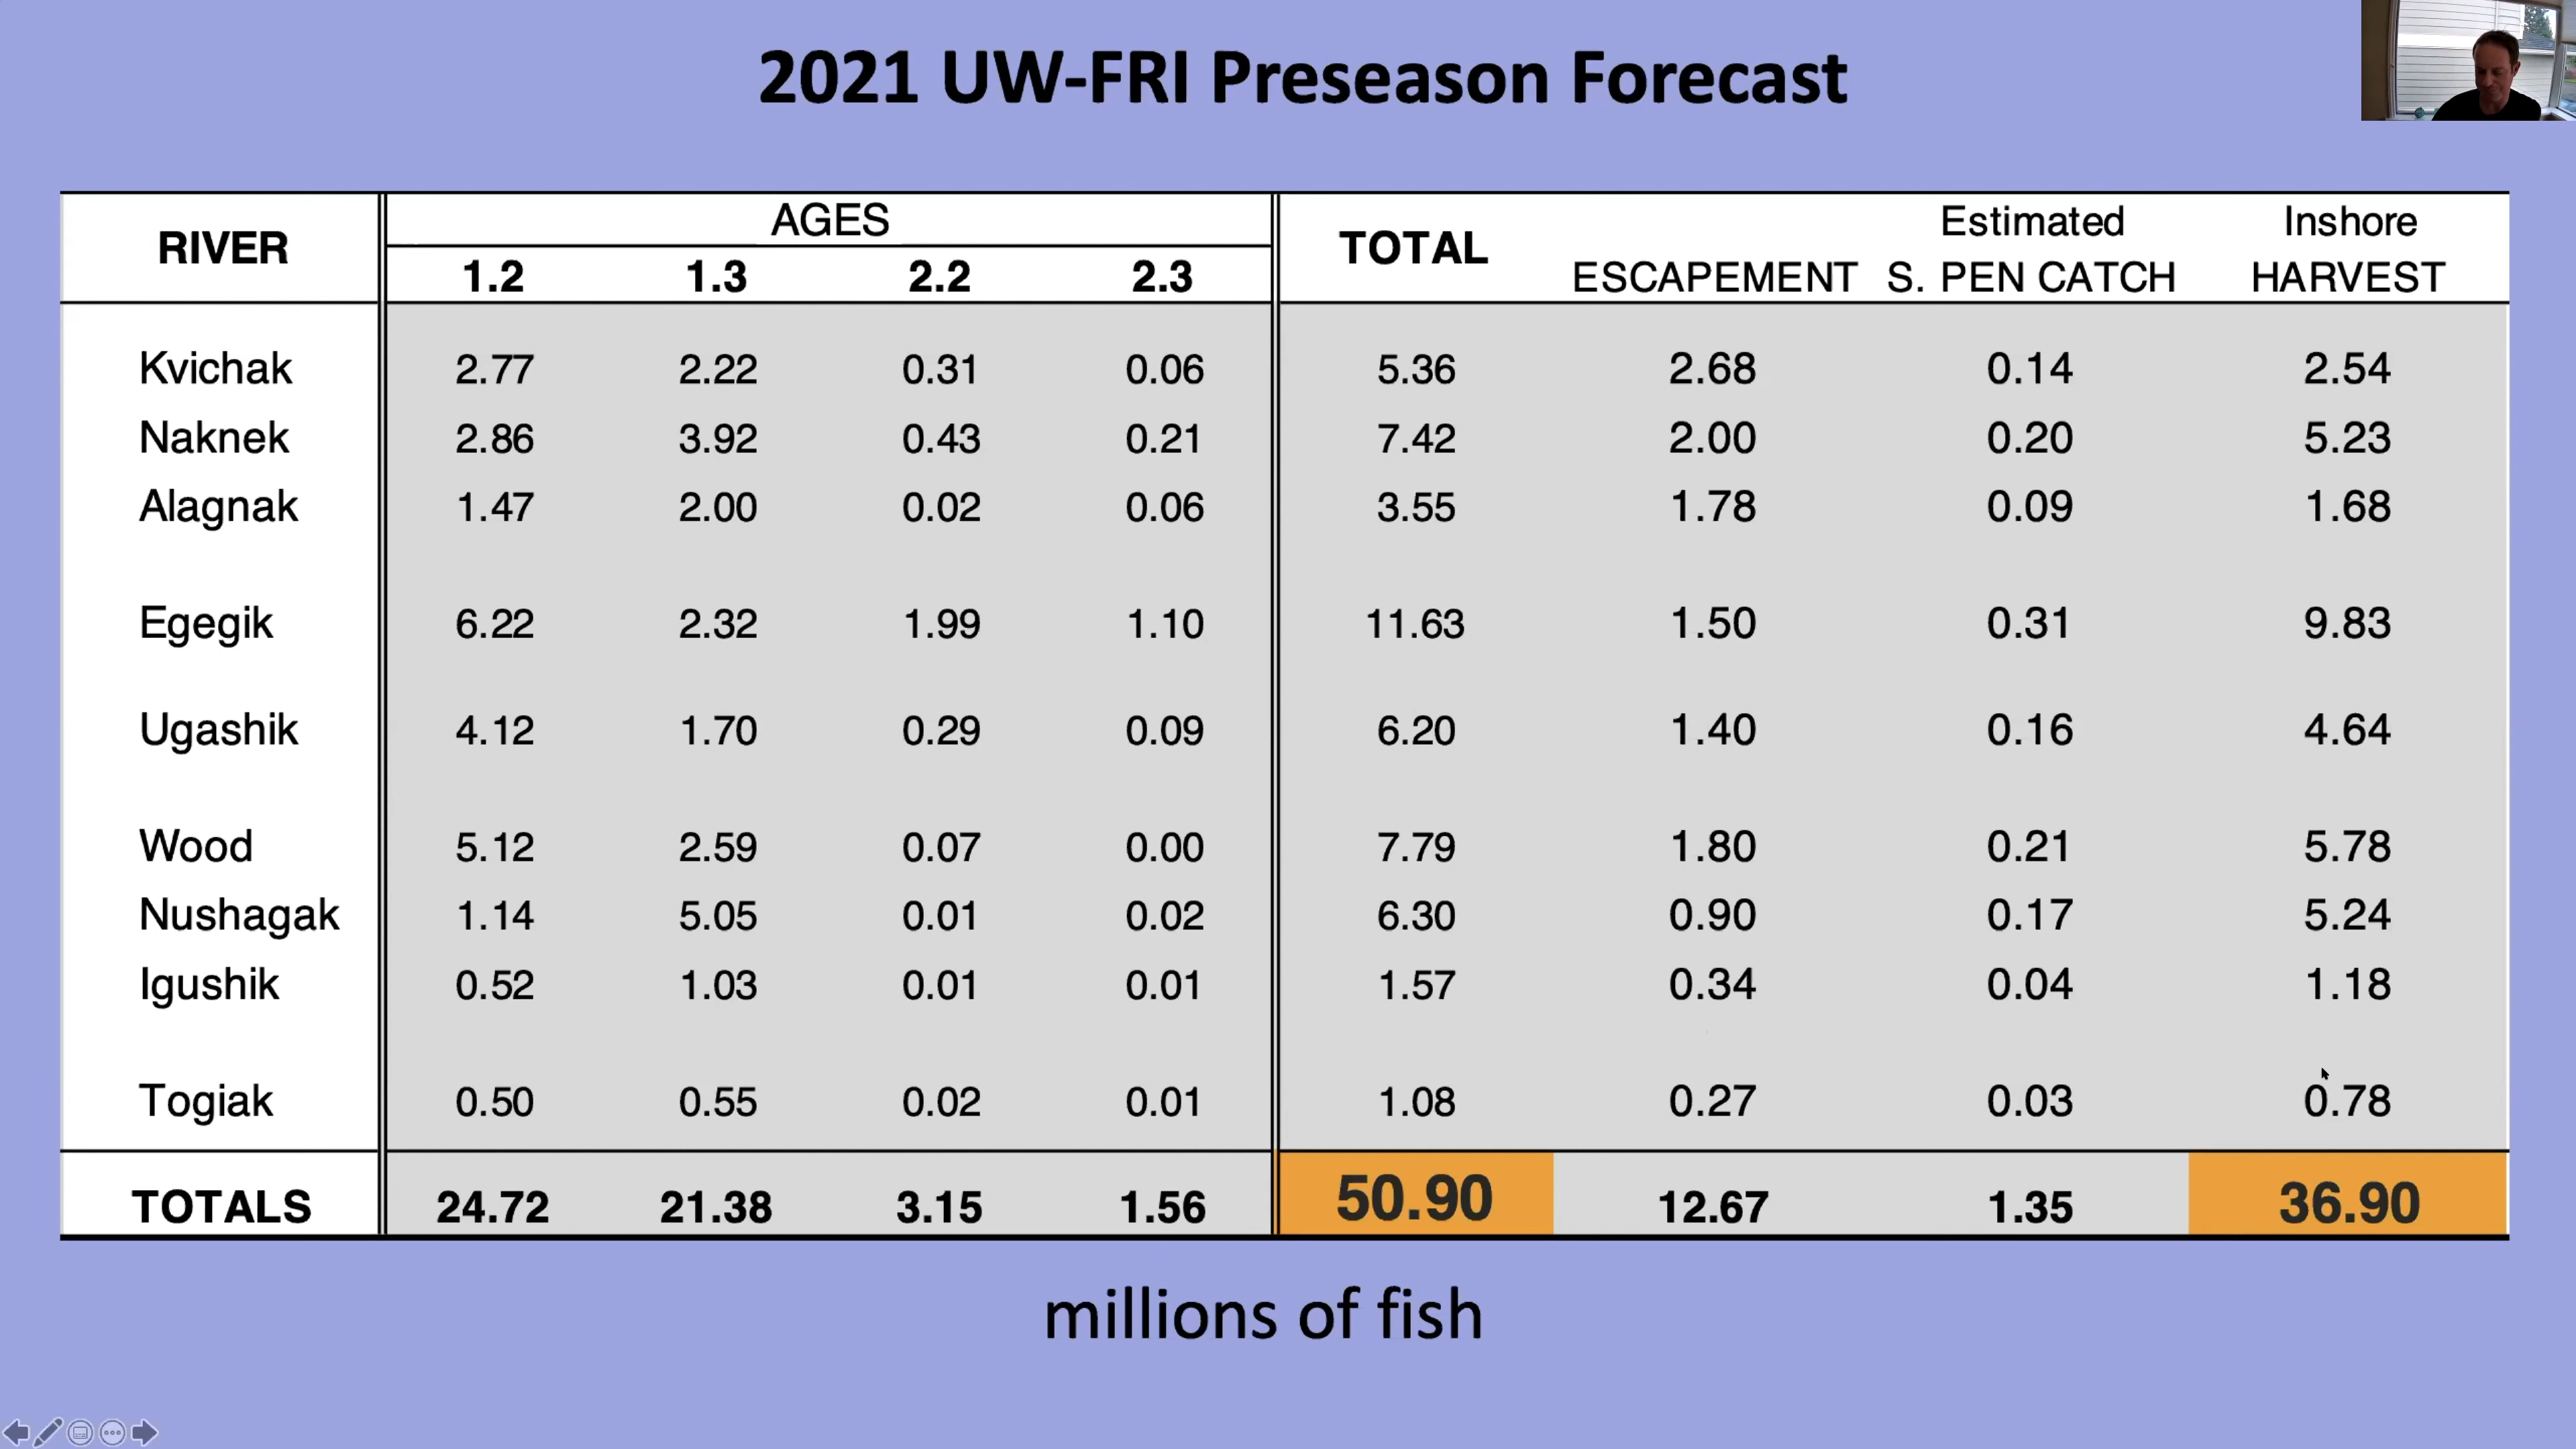 2021 UW-FRI Preseason Forecast
RIVER AGES TOTAL ESCAPEMENT Estimated S. PEN CATCH Inshore HARVEST
1.2 1.3 2.2 2.3
Kvichak 2.77 2.22 0.31 0.06 5.36 2.68 0.14 2.54
Naknek 2.86 3.92 0.43 0.21 7.42 2.00 0.20 5.23
Alagnak 1.47 2.00 0.02 0.06 3.55 1.78 0.09 1.68
Egegik 6.22 2.32 1.99 1.10 11.63 1.50 0.31 9.83
Ugashik 4.12 1.70 0.29 0.09 6.20 1.40 0.16 4.64
Wood 5.12 2.59 0.07 0.00 7.79 1.80 0.21 5.78
Nushagak 1.14 5.05 0.01 0.02 6.30 0.90 0.17 5.24
Igushik 0.52 1.03 0.01 0.01 1.57 0.34 0.04 1.18
Togiak 0.50 0.55 0.02 0.01 1.08 0.27 0.03 0.78
TOTALS 24.72 21.38 3.15 1.56 50.90 12.67 1.35 36.90
millions of fish